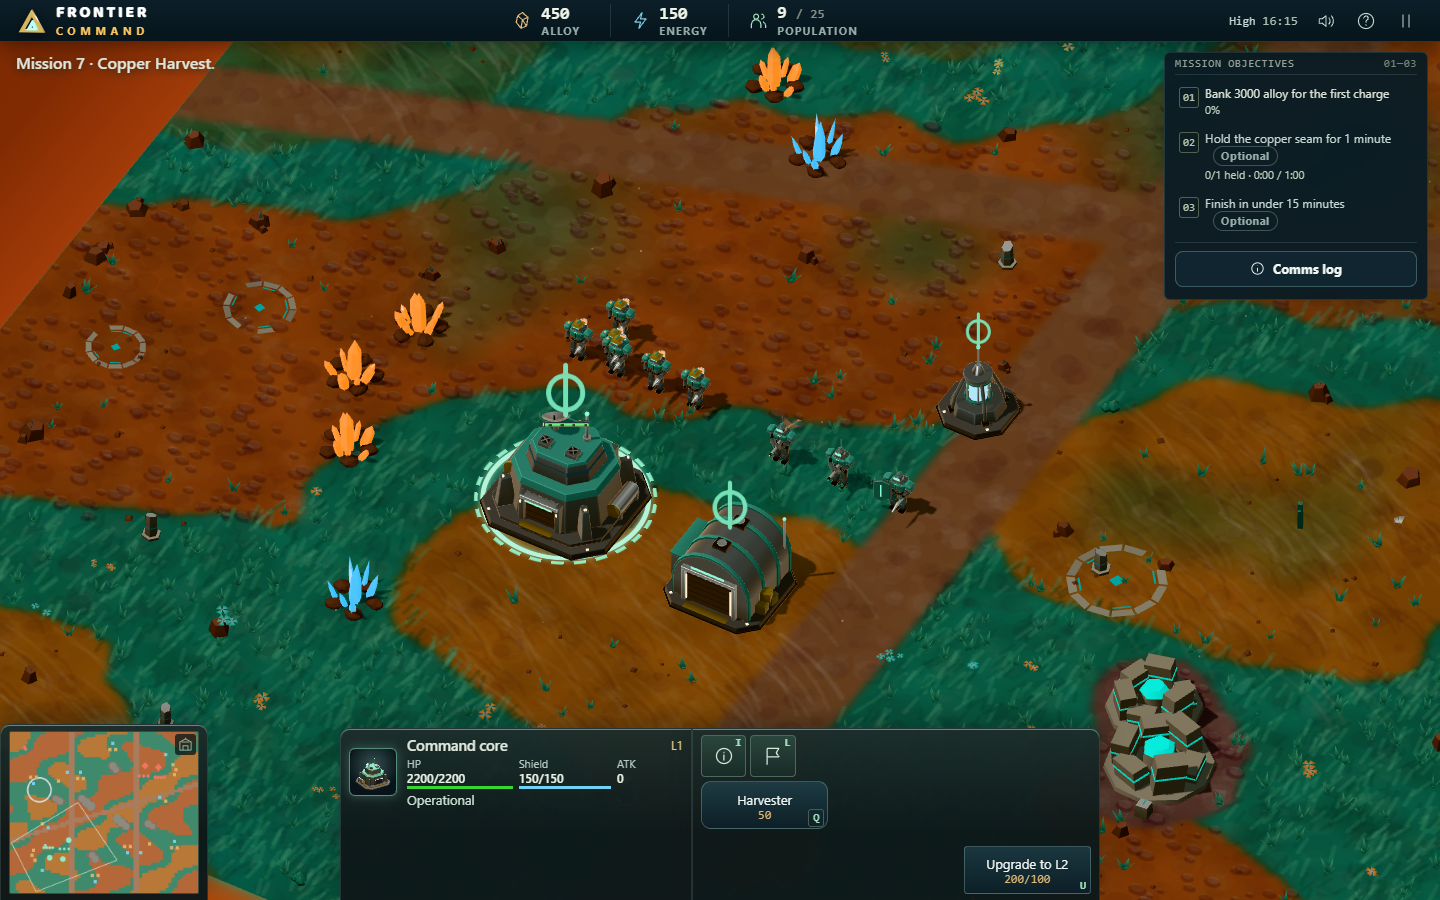 FRONTIER
COMMAND
450
ALLOY
150
ENERGY
9 / 25
POPULATION
High 16:15
Mission 7 · Copper Harvest.
MISSION OBJECTIVES 01—03
01 Bank 3000 alloy for the first charge
0%
02 Hold the copper seam for 1 minute
Optional
0/1 held · 0:00 / 1:00
03 Finish in under 15 minutes
Optional
Comms log
Command core L1
HP Shield ATK
2200/2200 150/150 0
Operational
I L
Harvester
50
Q
Upgrade to L2
200/100
U